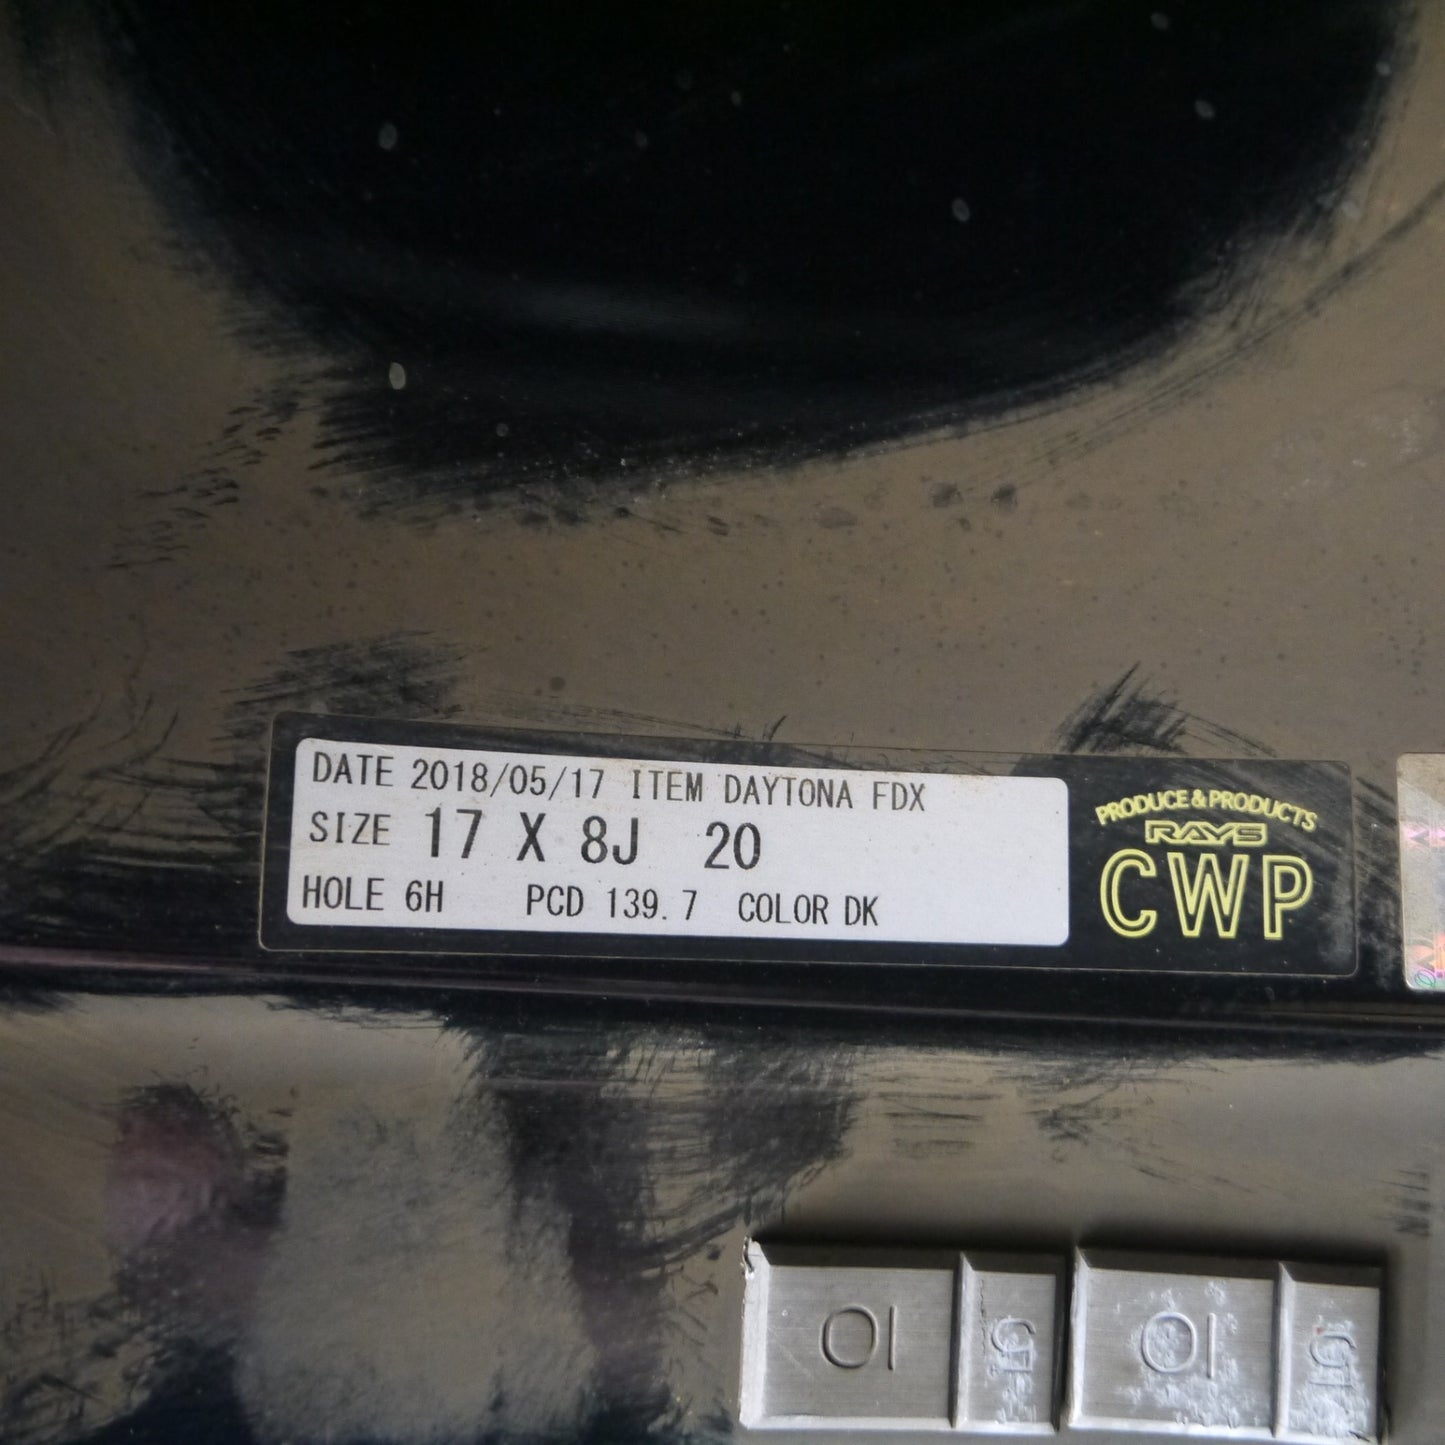 DATE 2018/05/17 ITEM DAYTONA FDX
SIZE 17 X 8J 20
HOLE 6H PCD 139.7 COLOR DK
PRODUCE & PRODUCTS
RAYS
CWP
10 5 10 5